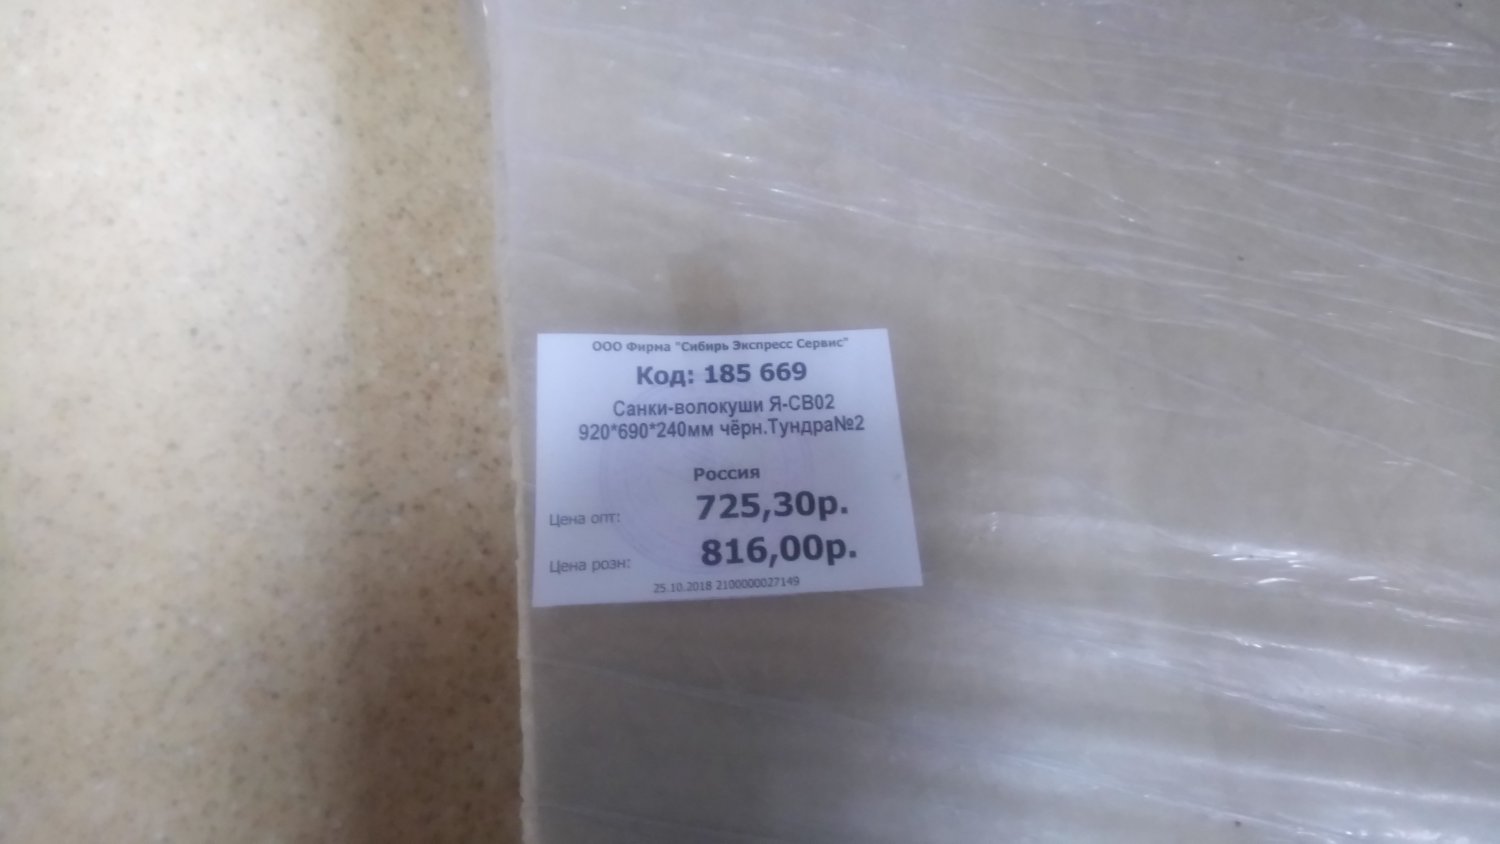 ООО Фирма "Сибирь Экспресс Сервис"
Код: 185 669
Санки-волокуши Я-СВ02
920*690*240мм чёрн.Тундра№2
Россия
Цена опт: 725,30р.
Цена розн: 816,00р.
25.10.2018 2100000027149